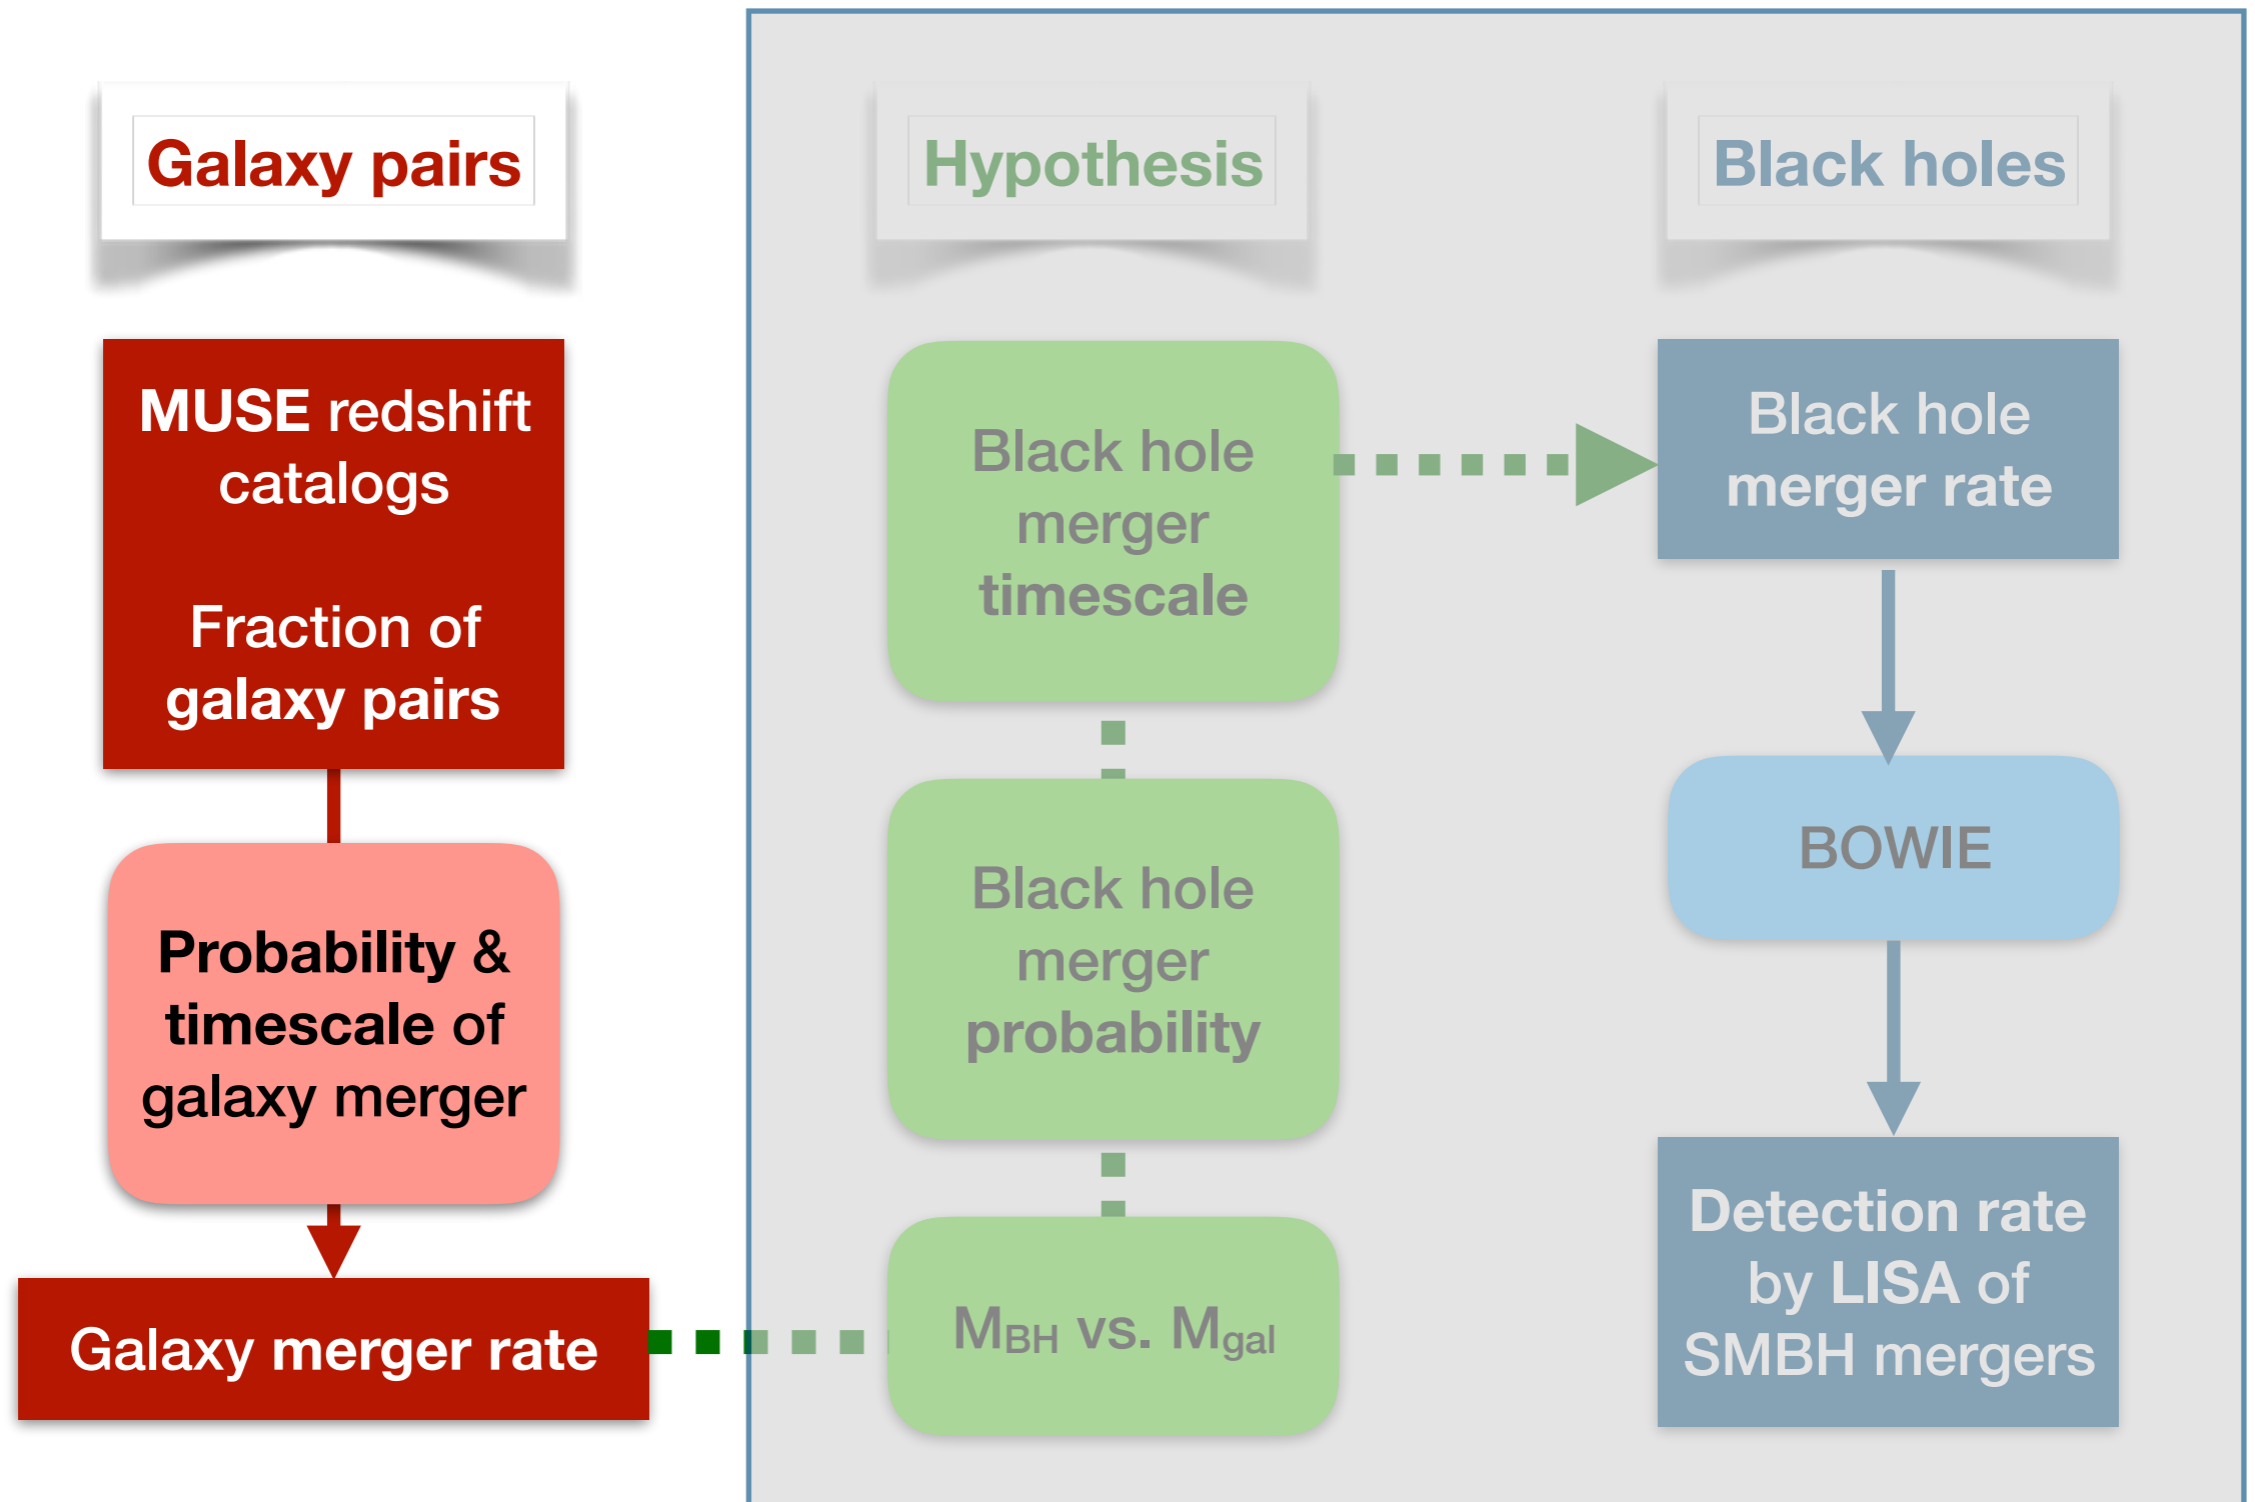 Galaxy pairs
MUSE redshift
catalogs
Fraction of
galaxy pairs
Probability &
timescale of
galaxy merger
Galaxy merger rate
Hypothesis
Black hole
merger
timescale
Black hole
merger
probability
MBH vs. Mgal
Black holes
Black hole
merger rate
BOWIE
Detection rate
by LISA of
SMBH mergers